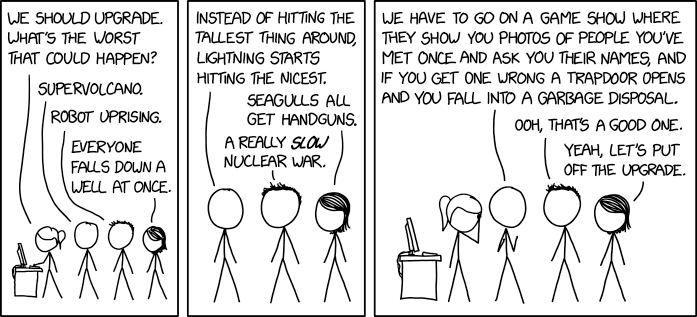 WE SHOULD UPGRADE.
WHAT'S THE WORST
THAT COULD HAPPEN?
SUPERVOLCANO.
ROBOT UPRISING.
EVERYONE
FALLS DOWN A
WELL AT ONCE.
INSTEAD OF HITTING THE
TALLEST THING AROUND,
LIGHTNING STARTS
HITTING THE NICEST.
SEAGULLS ALL
GET HANDGUNS.
A REALLY SLOW
NUCLEAR WAR.
WE HAVE TO GO ON A GAME SHOW WHERE
THEY SHOW YOU PHOTOS OF PEOPLE YOU'VE
MET ONCE AND ASK YOU THEIR NAMES, AND
IF YOU GET ONE WRONG A TRAPDOOR OPENS
AND YOU FALL INTO A GARBAGE DISPOSAL.
OOH, THAT'S A GOOD ONE.
YEAH, LET'S PUT
OFF THE UPGRADE.